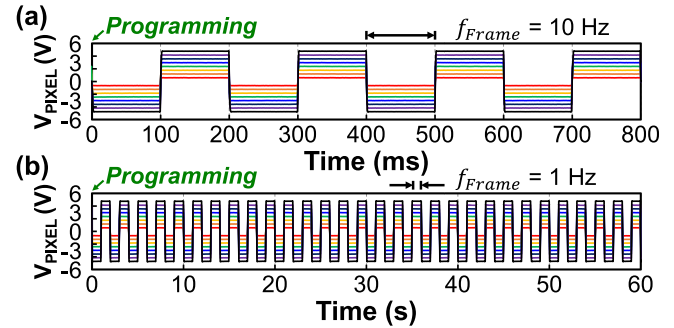 (a) Programming f_Frame = 10 Hz
6
3
0
-3
-6
V_PIXEL (V)
0 100 200 300 400 500 600 700 800
Time (ms)
(b) Programming f_Frame = 1 Hz
6
3
0
-3
-6
V_PIXEL (V)
0 10 20 30 40 50 60
Time (s)